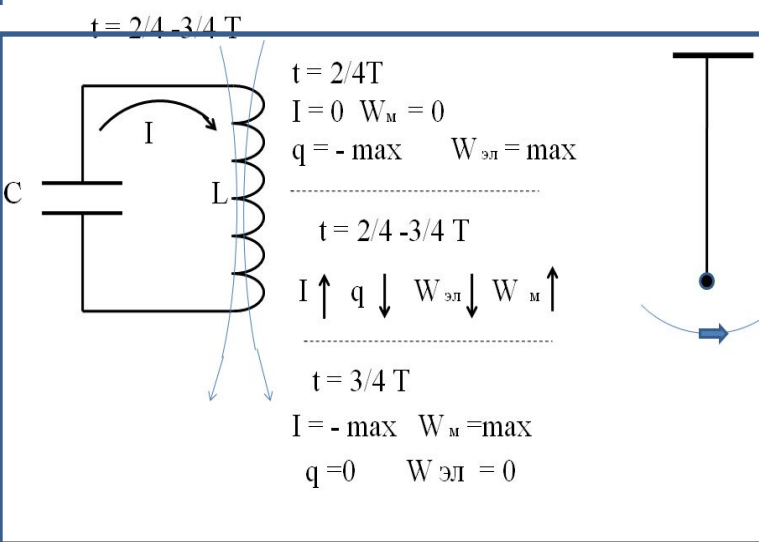 t = 2/4 -3/4 T
I
C
L
t = 2/4T
I = 0 Wм = 0
q = - max Wэл = max
t = 2/4 -3/4 T
I ↑ q ↓ Wэл ↓ W м ↑
t = 3/4 T
I = - max W м =max
q =0 W эл = 0